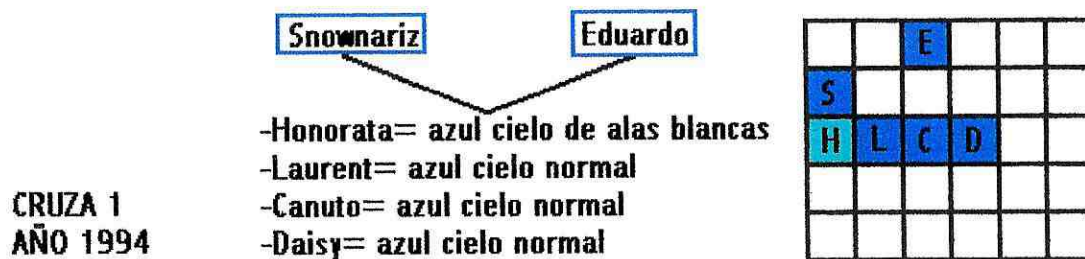 Snownariz Eduardo
-Honorata= azul cielo de alas blancas
-Laurent= azul cielo normal
-Canuto= azul cielo normal
-Daisy= azul cielo normal
CRUZA 1
AÑO 1994
E
S
H L C D